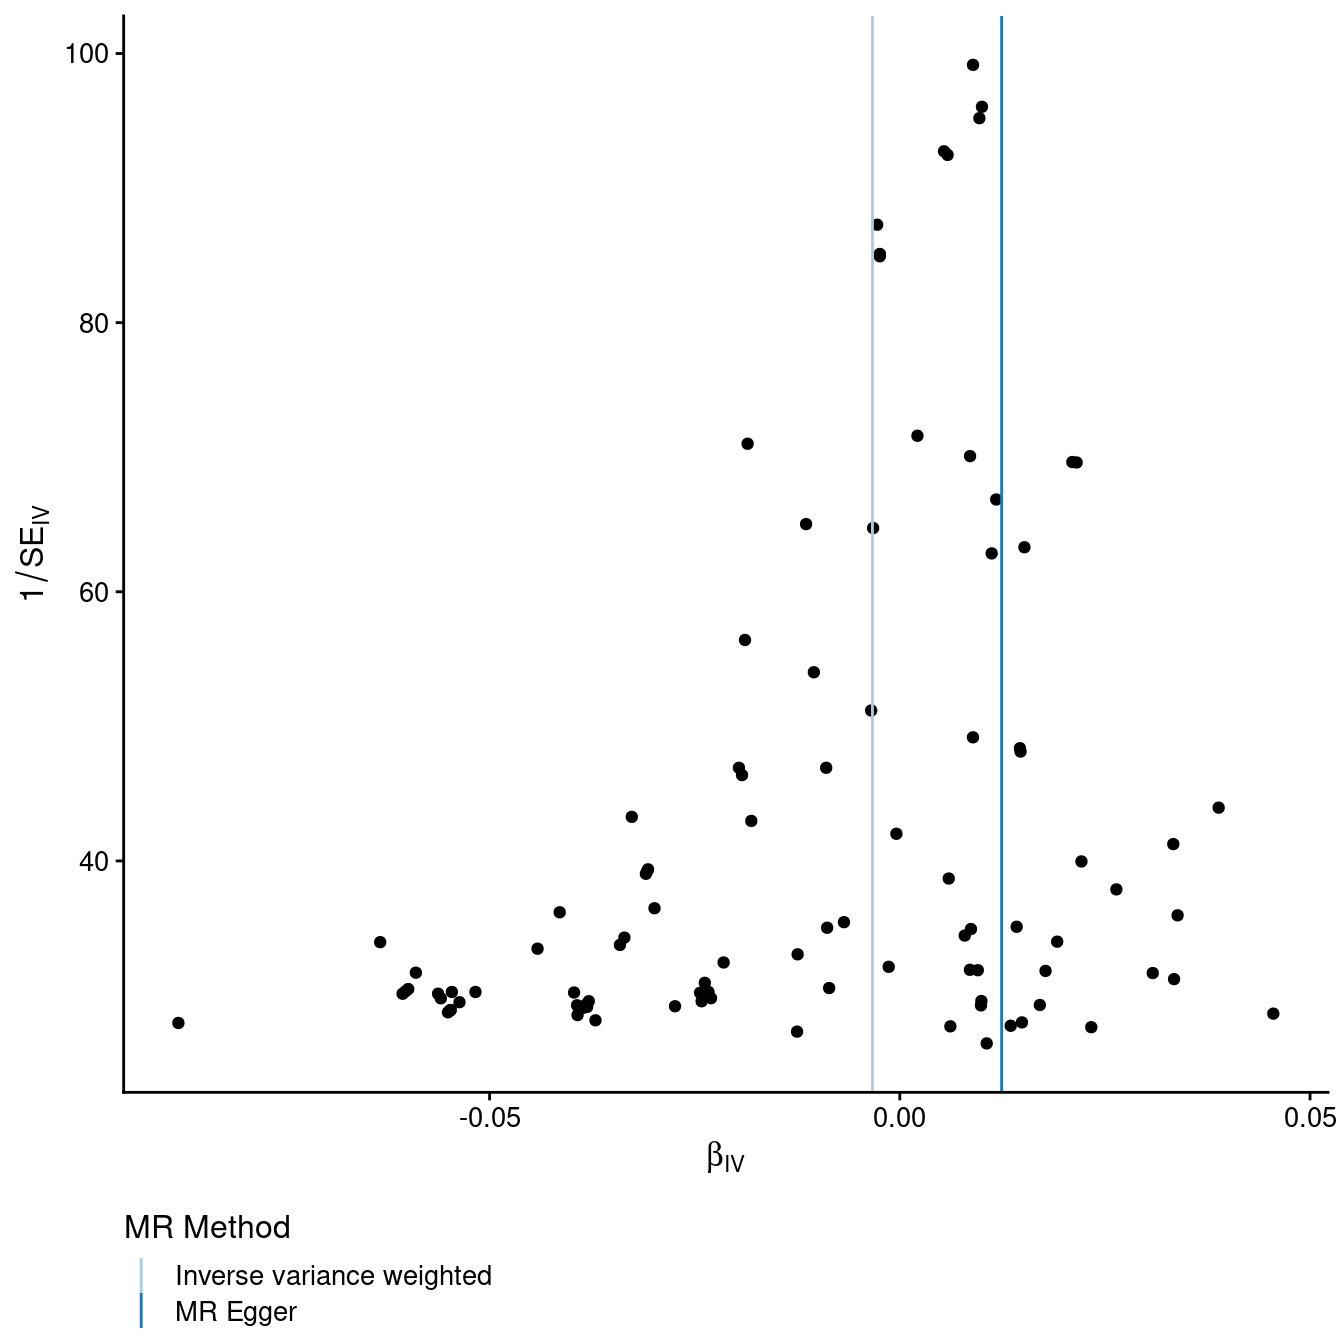 100
80
60
40
1/SE_IV
-0.05 0.00 0.05
β_IV
MR Method
Inverse variance weighted
MR Egger